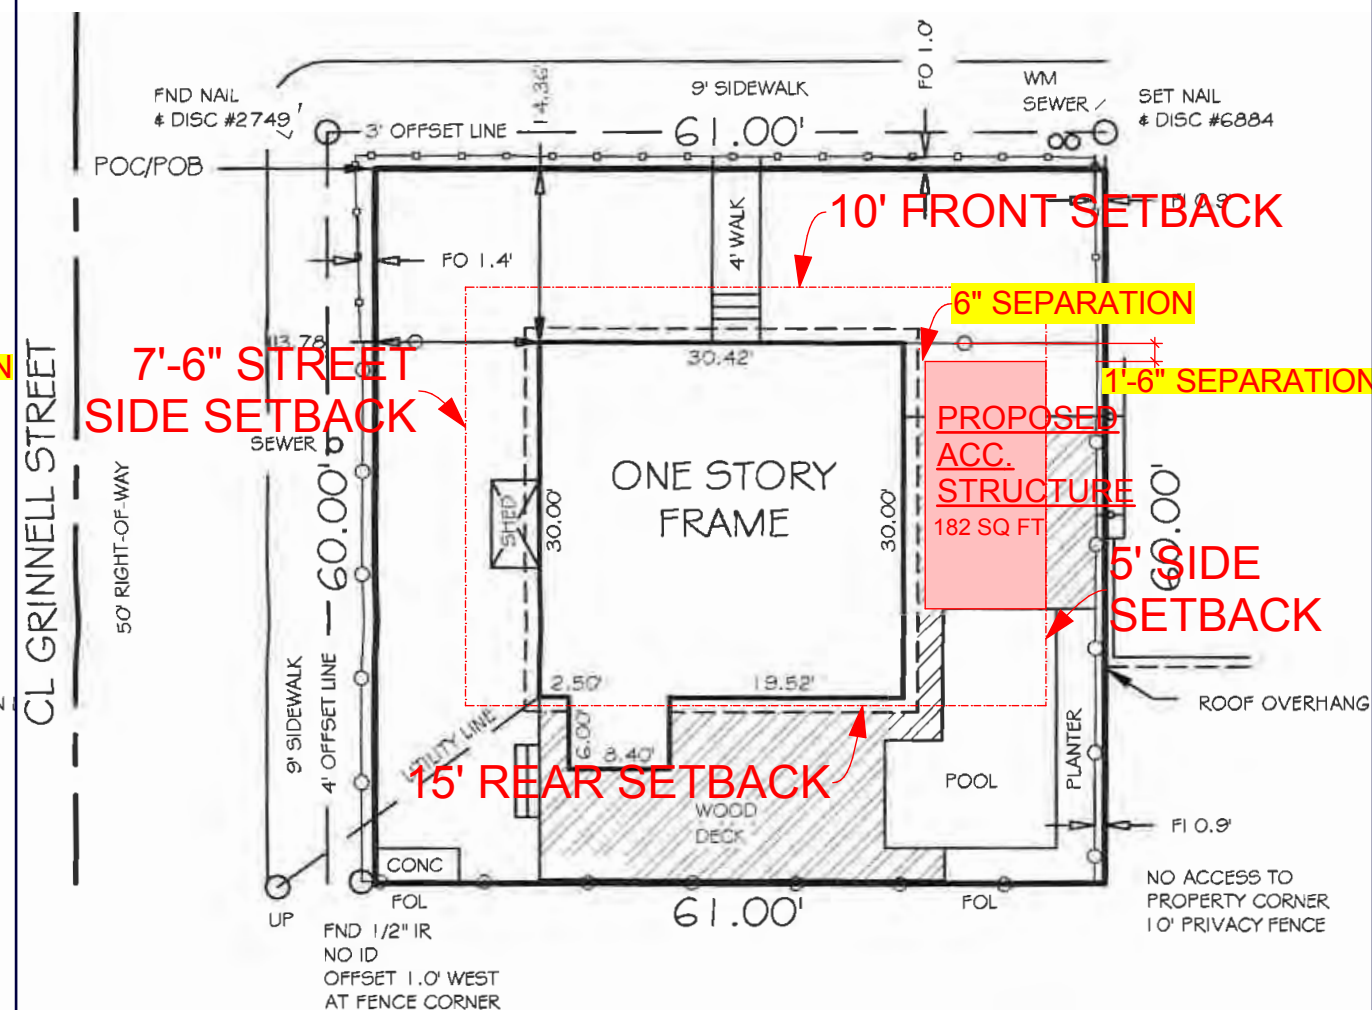 FO 1.0'
14.36'
9' SIDEWALK
WM
SEWER
FND NAIL
& DISC #2749
SET NAIL
& DISC #6884
3' OFFSET LINE
61.00'
POC/POB
10' FRONT SETBACK
FI 0.9'
4' WALK
FO 1.4'
6" SEPARATION
13.78
30.42'
7'-6" STREET
SIDE SETBACK
1'-6" SEPARATION
N
CL GRINNELL STREET
50' RIGHT-OF-WAY
SEWER
60.00'
SHED
30.00'
ONE STORY
FRAME
30.00'
PROPOSED
ACC.
STRUCTURE
182 SQ FT
60.00'
5' SIDE
SETBACK
9' SIDEWALK
4' OFFSET LINE
2.50'
19.52'
6.00'
8.40'
UTILITY LINE
15' REAR SETBACK
WOOD
DECK
POOL
PLANTER
ROOF OVERHANG
FI 0.9'
CONC
UP
FOL
61.00'
FOL
NO ACCESS TO
PROPERTY CORNER
10' PRIVACY FENCE
FND 1/2" IR
NO ID
OFFSET 1.0' WEST
AT FENCE CORNER